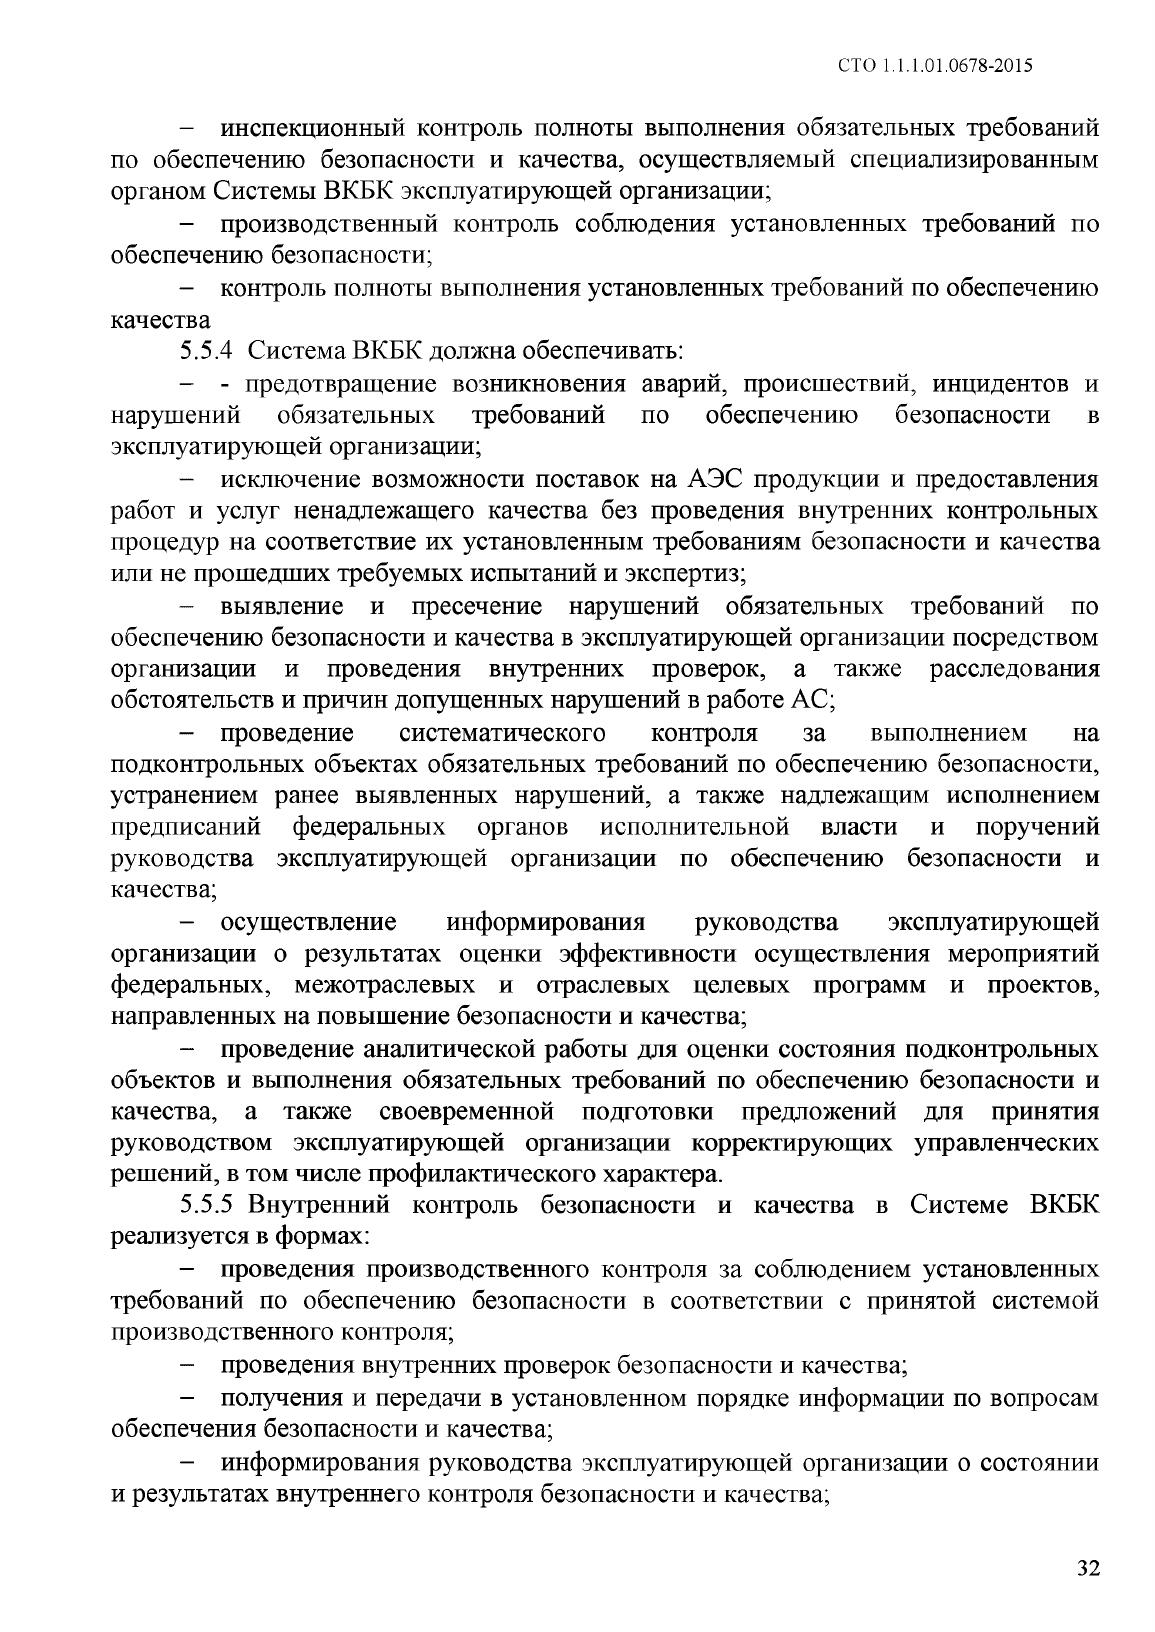 СТО 1.1.1.01.0678-2015
– инспекционный контроль полноты выполнения обязательных требований
по обеспечению безопасности и качества, осуществляемый специализированным
органом Системы ВКБК эксплуатирующей организации;
– производственный контроль соблюдения установленных требований по
обеспечению безопасности;
– контроль полноты выполнения установленных требований по обеспечению
качества
5.5.4 Система ВКБК должна обеспечивать:
– - предотвращение возникновения аварий, происшествий, инцидентов и
нарушений обязательных требований по обеспечению безопасности в
эксплуатирующей организации;
– исключение возможности поставок на АЭС продукции и предоставления
работ и услуг ненадлежащего качества без проведения внутренних контрольных
процедур на соответствие их установленным требованиям безопасности и качества
или не прошедших требуемых испытаний и экспертиз;
– выявление и пресечение нарушений обязательных требований по
обеспечению безопасности и качества в эксплуатирующей организации посредством
организации и проведения внутренних проверок, а также расследования
обстоятельств и причин допущенных нарушений в работе АС;
– проведение систематического контроля за выполнением на
подконтрольных объектах обязательных требований по обеспечению безопасности,
устранением ранее выявленных нарушений, а также надлежащим исполнением
предписаний федеральных органов исполнительной власти и поручений
руководства эксплуатирующей организации по обеспечению безопасности и
качества;
– осуществление информирования руководства эксплуатирующей
организации о результатах оценки эффективности осуществления мероприятий
федеральных, межотраслевых и отраслевых целевых программ и проектов,
направленных на повышение безопасности и качества;
– проведение аналитической работы для оценки состояния подконтрольных
объектов и выполнения обязательных требований по обеспечению безопасности и
качества, а также своевременной подготовки предложений для принятия
руководством эксплуатирующей организации корректирующих управленческих
решений, в том числе профилактического характера.
5.5.5 Внутренний контроль безопасности и качества в Системе ВКБК
реализуется в формах:
– проведения производственного контроля за соблюдением установленных
требований по обеспечению безопасности в соответствии с принятой системой
производственного контроля;
– проведения внутренних проверок безопасности и качества;
– получения и передачи в установленном порядке информации по вопросам
обеспечения безопасности и качества;
– информирования руководства эксплуатирующей организации о состоянии
и результатах внутреннего контроля безопасности и качества;
32